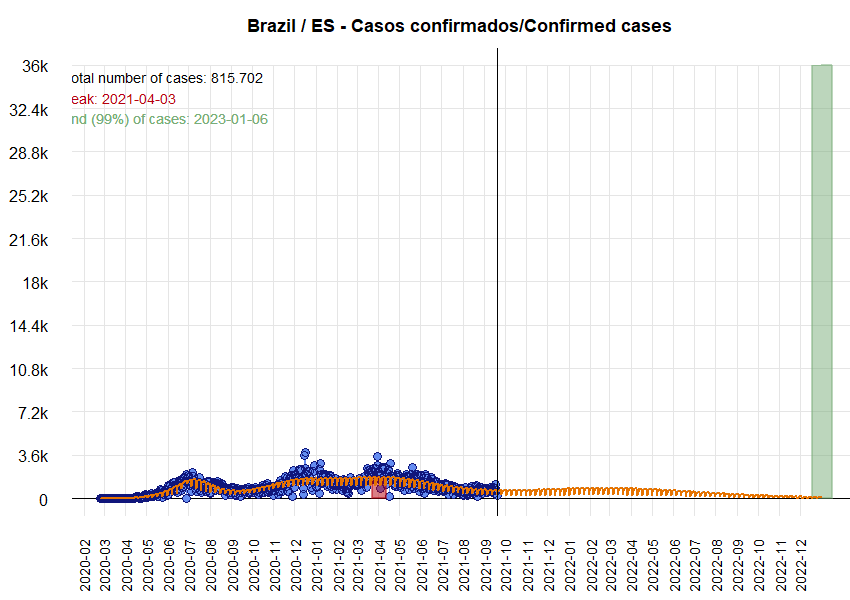 Brazil / ES - Casos confirmados/Confirmed cases
36k
otal number of cases: 815.702
eak: 2021-04-03
32.4k
nd (99%) of cases: 2023-01-06
28.8k
25.2k
21.6k
18k
14.4k
10.8k
7.2k
3.6k
0
2020-02
2020-03
2020-04
2020-05
2020-06
2020-07
2020-08
2020-09
2020-10
2020-11
2020-12
2021-01
2021-02
2021-03
2021-04
2021-05
2021-06
2021-07
2021-08
2021-09
2021-10
2021-11
2021-12
2022-01
2022-02
2022-03
2022-04
2022-05
2022-06
2022-07
2022-08
2022-09
2022-10
2022-11
2022-12